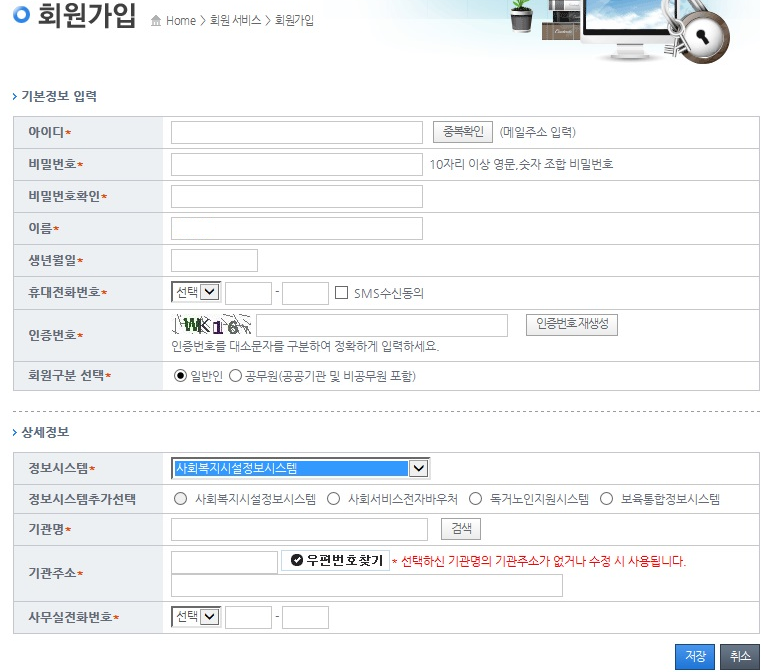 회원가입
Home > 회원 서비스 > 회원가입
기본정보 입력
아이디* 중복확인 (메일주소 입력)
비밀번호* 10자리 이상 영문,숫자 조합 비밀번호
비밀번호확인*
이름*
생년월일*
휴대전화번호* 선택 - SMS수신동의
인증번호* WK16 인증번호 재생성
인증번호를 대소문자를 구분하여 정확하게 입력하세요.
회원구분 선택* 일반인 공무원(공공기관 및 비공무원 포함)
상세정보
정보시스템* 사회복지시설정보시스템
정보시스템추가선택 사회복지시설정보시스템 사회서비스전자바우처 독거노인지원시스템 보육통합정보시스템
기관명* 검색
기관주소* 우편번호찾기 * 선택하신 기관명의 기관주소가 없거나 수정 시 사용됩니다.
사무실전화번호* 선택 -
저장 취소